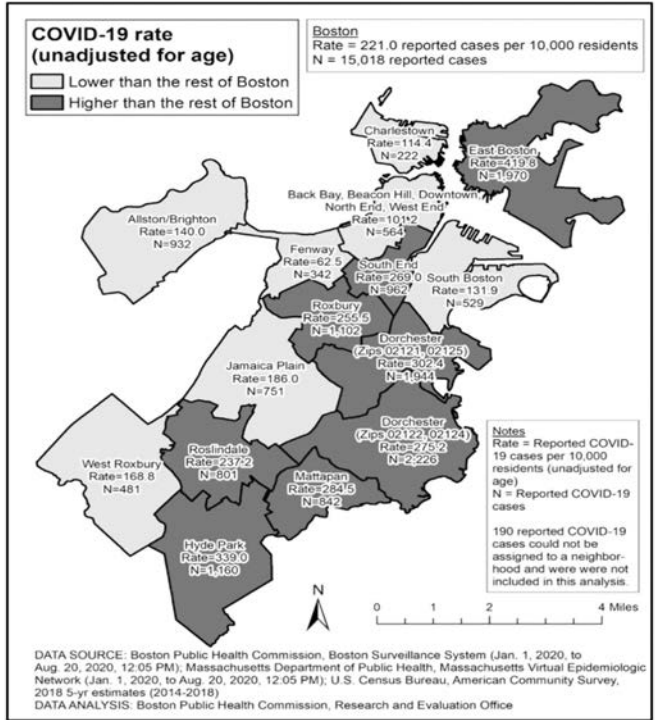 COVID-19 rate
(unadjusted for age)
Lower than the rest of Boston
Higher than the rest of Boston
Boston
Rate = 221.0 reported cases per 10,000 residents
N = 15,018 reported cases
Charlestown
Rate=114.4
N=222
East Boston
Rate=419.8
N=1,970
Back Bay, Beacon Hill, Downtown,
North End, West End
Rate=101.2
N=564
Allston/Brighton
Rate=140.0
N=932
Fenway
Rate=62.5
N=342
South End
Rate=269.0
N=962
South Boston
Rate=131.9
N=529
Roxbury
Rate=255.5
N=1,102
Dorchester
(Zips 02121, 02125)
Rate=302.4
N=1,944
Jamaica Plain
Rate=186.0
N=751
Dorchester
(Zips 02122, 02124)
Rate=275.2
N=2,226
West Roxbury
Rate=168.8
N=481
Roslindale
Rate=237.2
N=801
Mattapan
Rate=284.5
N=842
Hyde Park
Rate=339.0
N=1,160
Notes
Rate = Reported COVID-
19 cases per 10,000
residents (unadjusted for
age)
N = Reported COVID-19
cases
190 reported COVID-19
cases could not be
assigned to a neighbor-
hood and were were not
included in this analysis.
N
0 1 2 4 Miles
DATA SOURCE: Boston Public Health Commission, Boston Surveillance System (Jan. 1, 2020, to
Aug. 20, 2020, 12:05 PM); Massachusetts Department of Public Health, Massachusetts Virtual Epidemiologic
Network (Jan. 1, 2020, to Aug. 20, 2020, 12:05 PM); U.S. Census Bureau, American Community Survey,
2018 5-yr estimates (2014-2018)
DATA ANALYSIS: Boston Public Health Commission, Research and Evaluation Office